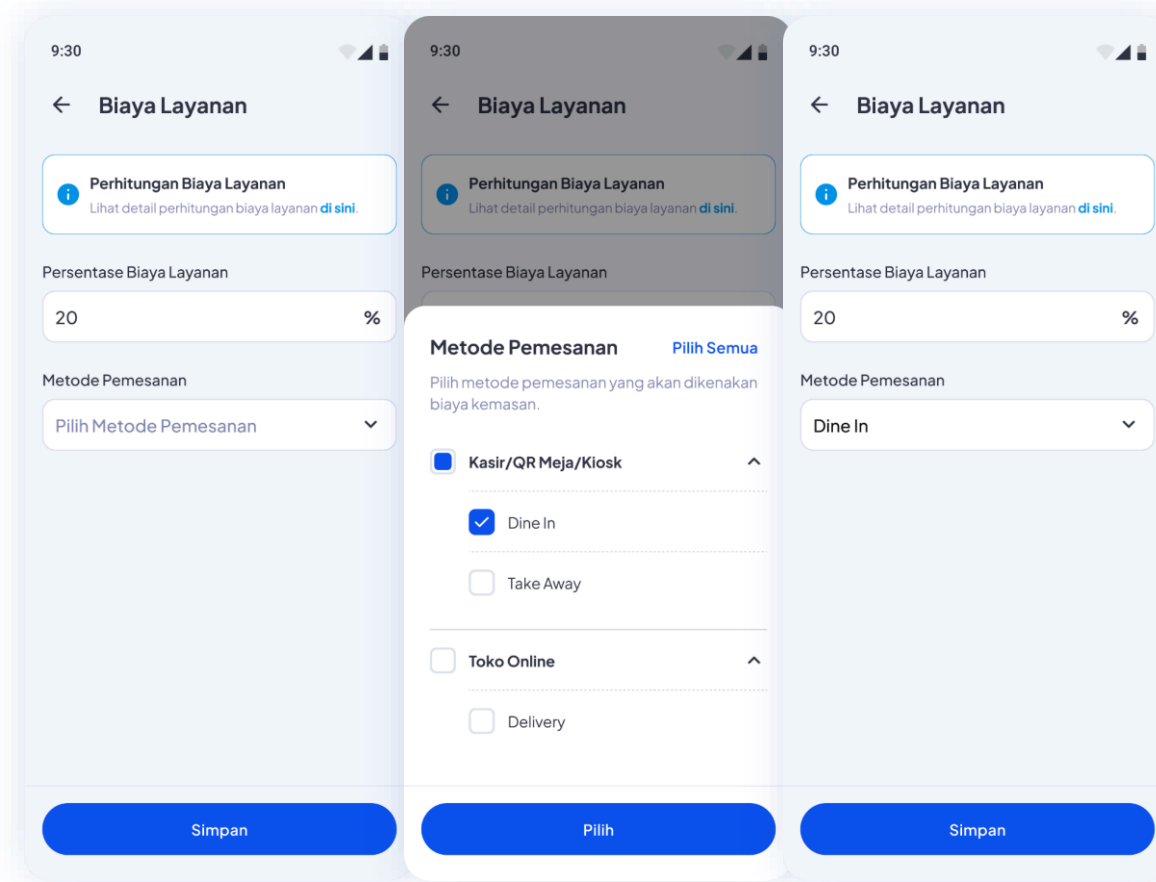 9:30
Biaya Layanan
Perhitungan Biaya Layanan
Lihat detail perhitungan biaya layanan di sini.
Persentase Biaya Layanan
20 %
Metode Pemesanan
Pilih Metode Pemesanan
Simpan
9:30
Biaya Layanan
Perhitungan Biaya Layanan
Lihat detail perhitungan biaya layanan di sini.
Persentase Biaya Layanan
Metode Pemesanan Pilih Semua
Pilih metode pemesanan yang akan dikenakan
biaya kemasan.
Kasir/QR Meja/Kiosk
Dine In
Take Away
Toko Online
Delivery
Pilih
9:30
Biaya Layanan
Perhitungan Biaya Layanan
Lihat detail perhitungan biaya layanan di sini.
Persentase Biaya Layanan
20 %
Metode Pemesanan
Dine In
Simpan